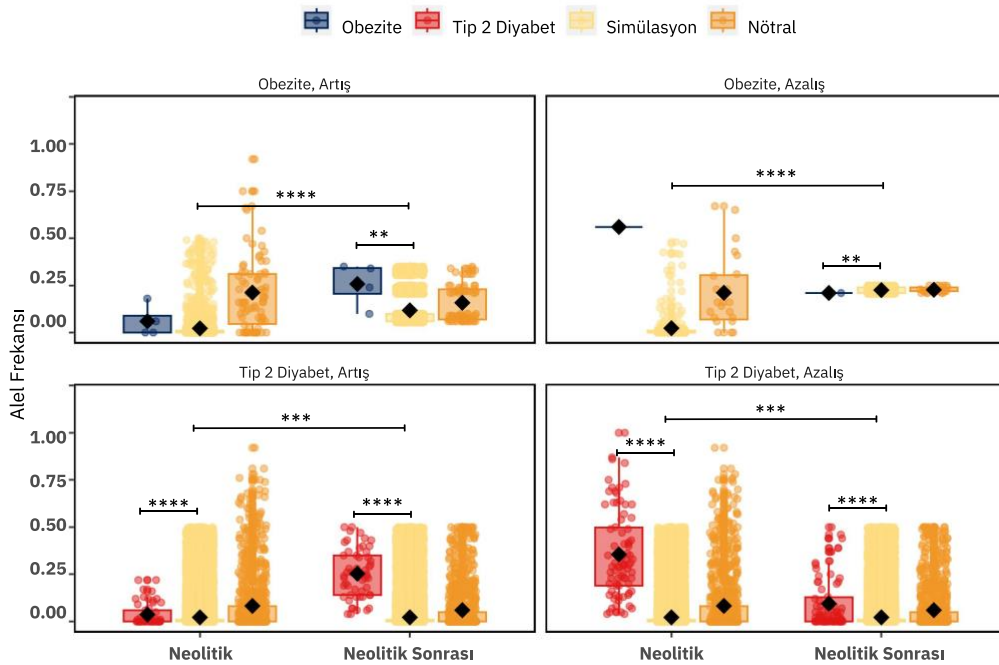 Obezite Tip 2 Diyabet Simülasyon Nötral
Obezite, Artış
Obezite, Azalış
1.00
0.75
0.50
0.25
0.00
****
**
****
**
Alel Frekansı
Tip 2 Diyabet, Artış
Tip 2 Diyabet, Azalış
1.00
0.75
0.50
0.25
0.00
***
****
****
***
****
****
Neolitik Neolitik Sonrası Neolitik Neolitik Sonrası